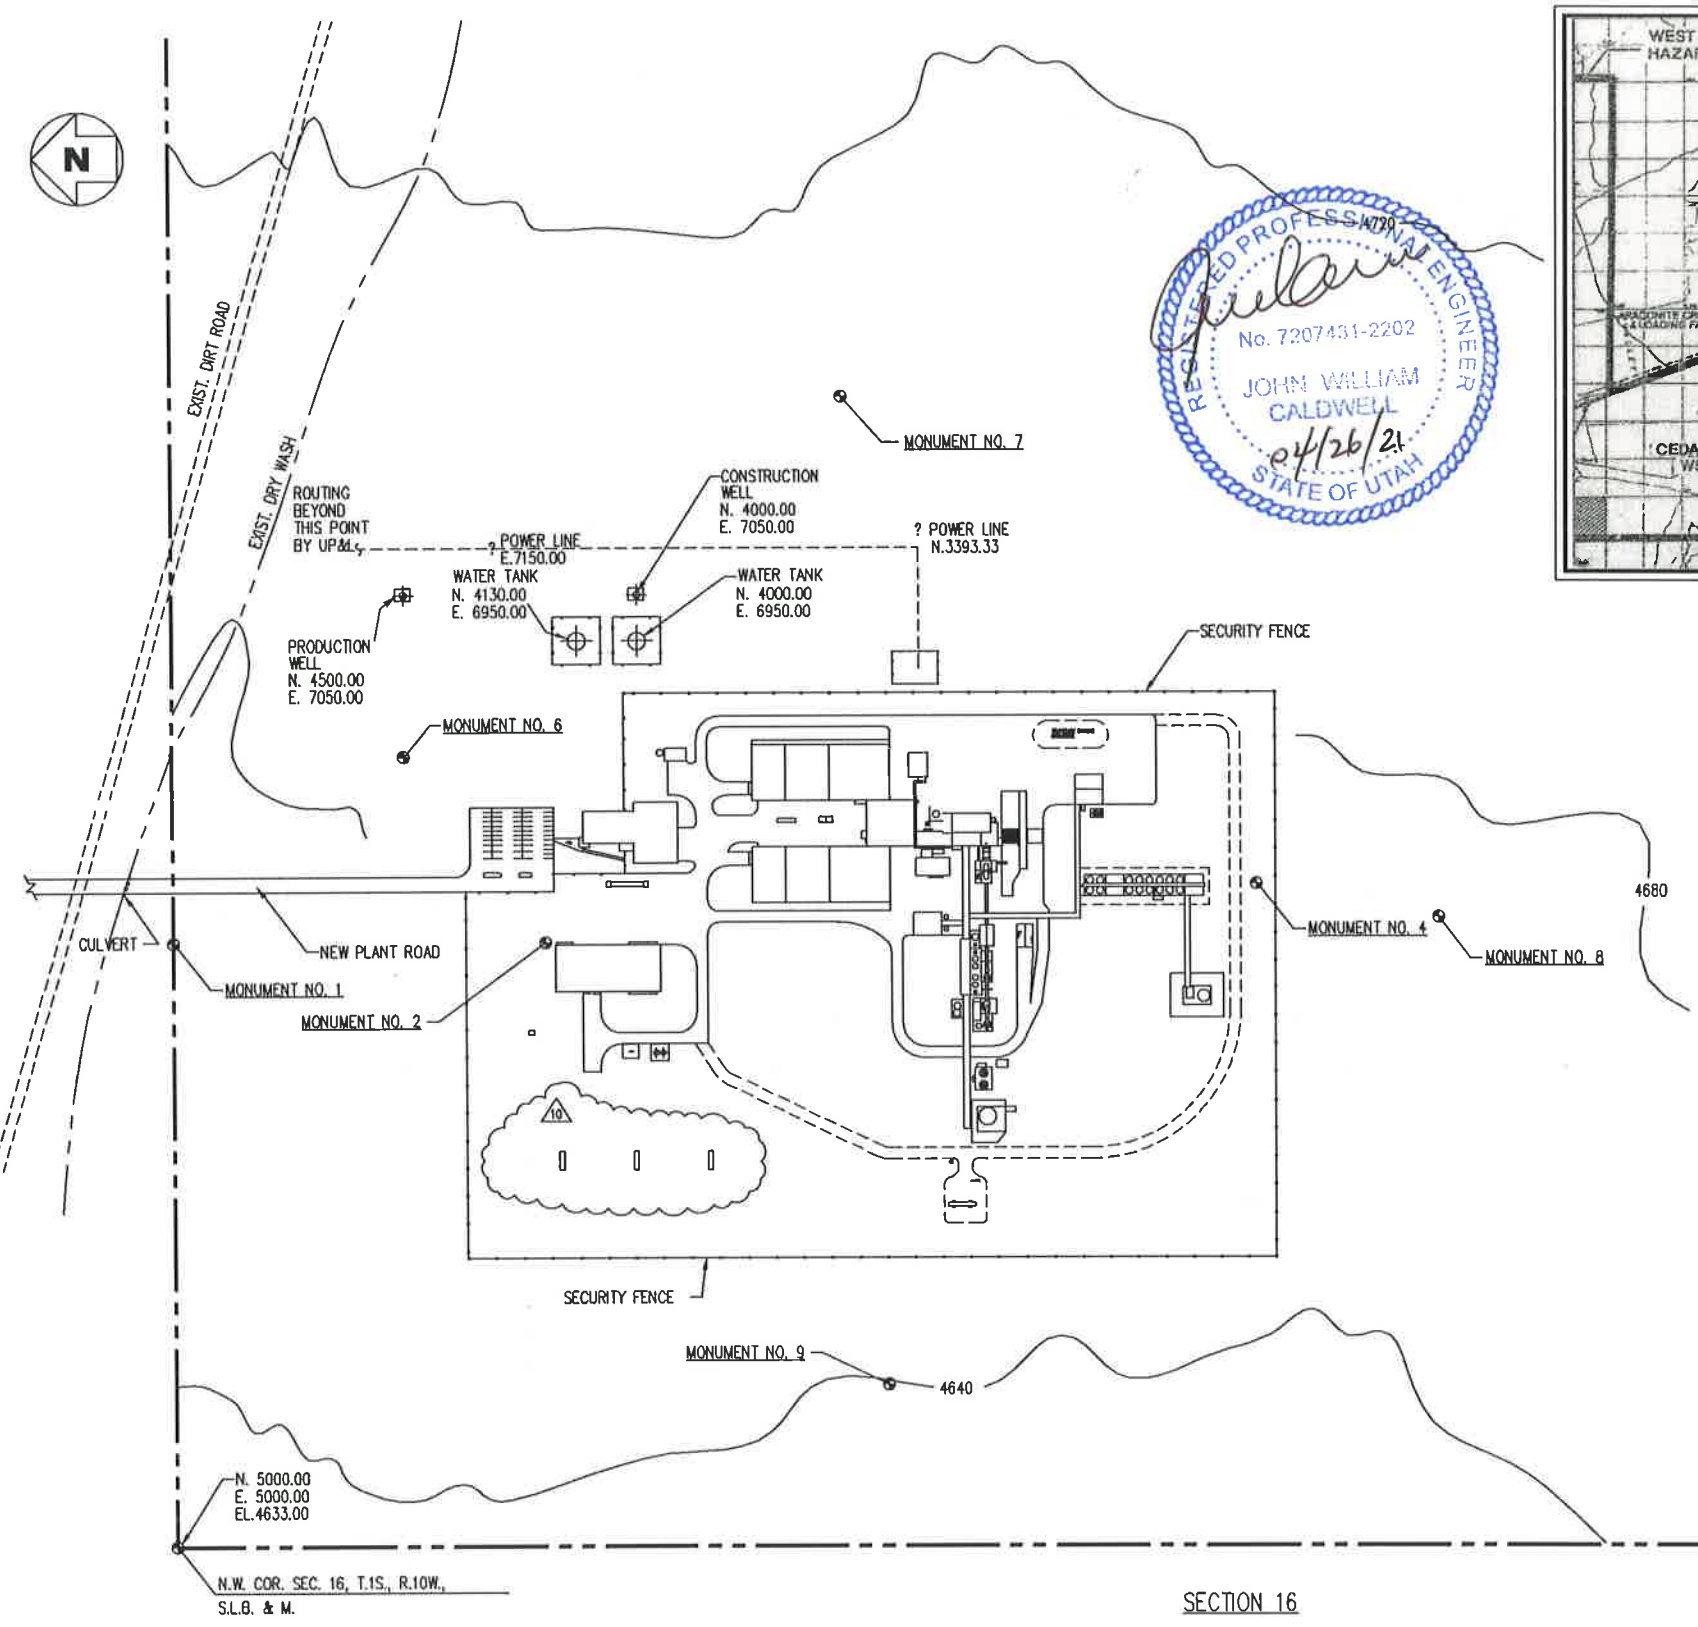 N
WEST
HAZAR
CEDA
EXIST. DIRT ROAD
EXIST. DRY WASH
4720
REGISTERED PROFESSIONAL ENGINEER
No. 7207431-2202
JOHN WILLIAM
CALDWELL
04/26/21
STATE OF UTAH
MONUMENT NO. 7
ROUTING
BEYOND
THIS POINT
BY UP&L
? POWER LINE
E.7150.00
CONSTRUCTION
WELL
N. 4000.00
E. 7050.00
? POWER LINE
N.3393.33
WATER TANK
N. 4130.00
E. 6950.00
WATER TANK
N. 4000.00
E. 6950.00
PRODUCTION
WELL
N. 4500.00
E. 7050.00
SECURITY FENCE
MONUMENT NO. 6
4680
CULVERT
NEW PLANT ROAD
MONUMENT NO. 1
MONUMENT NO. 2
MONUMENT NO. 4
MONUMENT NO. 8
10
SECURITY FENCE
MONUMENT NO. 9
4640
N. 5000.00
E. 5000.00
EL.4633.00
N.W. COR. SEC. 16, T.1S., R.10W.,
S.L.B. & M.
SECTION 16